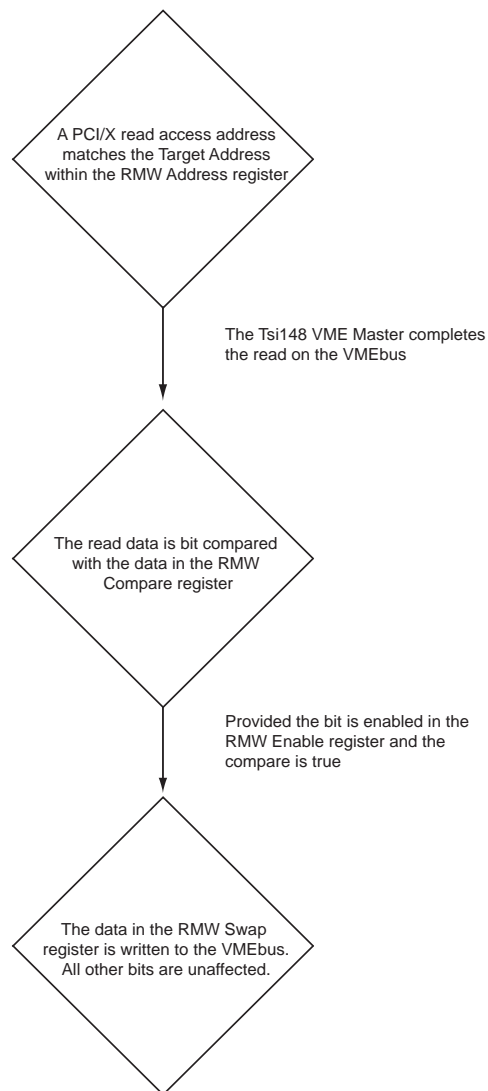 A PCI/X read access address
matches the Target Address
within the RMW Address register
The Tsi148 VME Master completes
the read on the VMEbus
The read data is bit compared
with the data in the RMW
Compare register
Provided the bit is enabled in the
RMW Enable register and the
compare is true
The data in the RMW Swap
register is written to the VMEbus.
All other bits are unaffected.